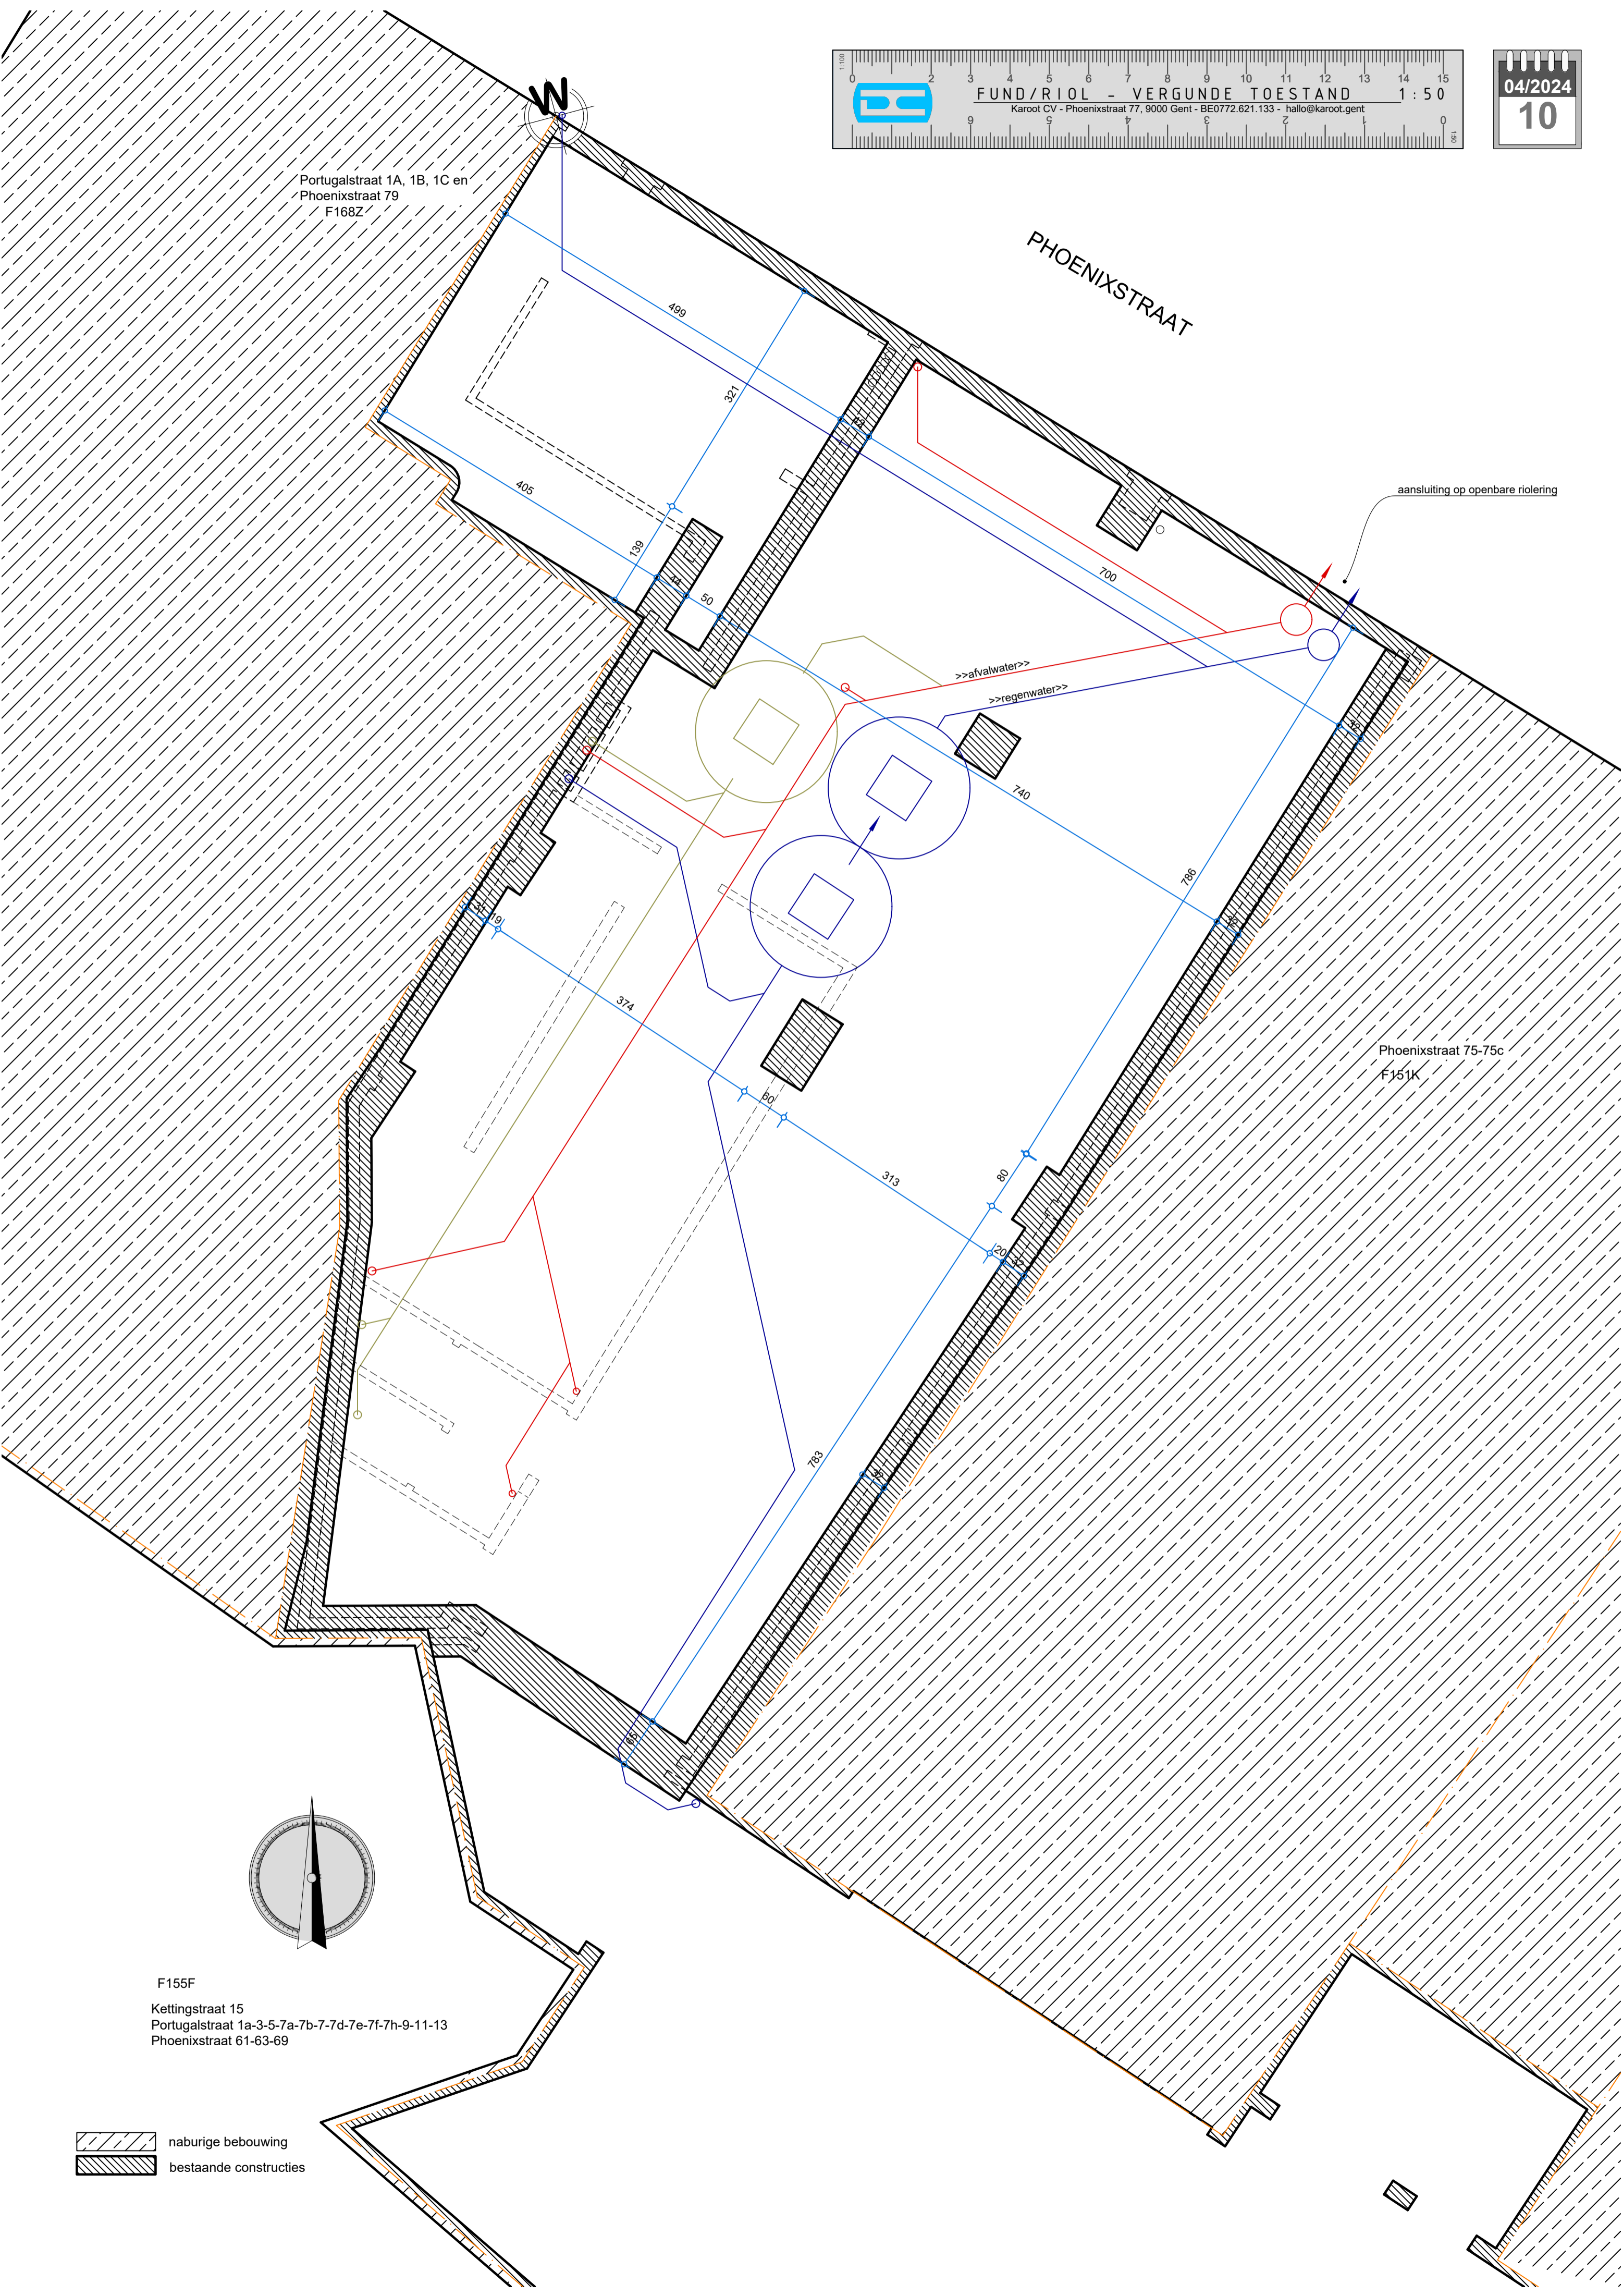 1:100
0 2 3 4 5 6 7 8 9 10 11 12 13 14 15
FUND/RIOL - VERGUNDE TOESTAND 1:50
Karoot CV - Phoenixstraat 77, 9000 Gent - BE0772.621.133 - hallo@karoot.gent
6 5 4 3 2 1 0
1:50
04/2024
10
W
Portugalstraat 1A, 1B, 1C en
Phoenixstraat 79
F168Z
PHOENIXSTRAAT
499
321
405
139
44
50
700
aansluiting op openbare riolering
>>afvalwater>>
>>regenwater>>
740
786
19
374
80
313
80
20
Phoenixstraat 75-75c
F151K
783
65
F155F
Kettingstraat 15
Portugalstraat 1a-3-5-7a-7b-7-7d-7e-7f-7h-9-11-13
Phoenixstraat 61-63-69
naburige bebouwing
bestaande constructies